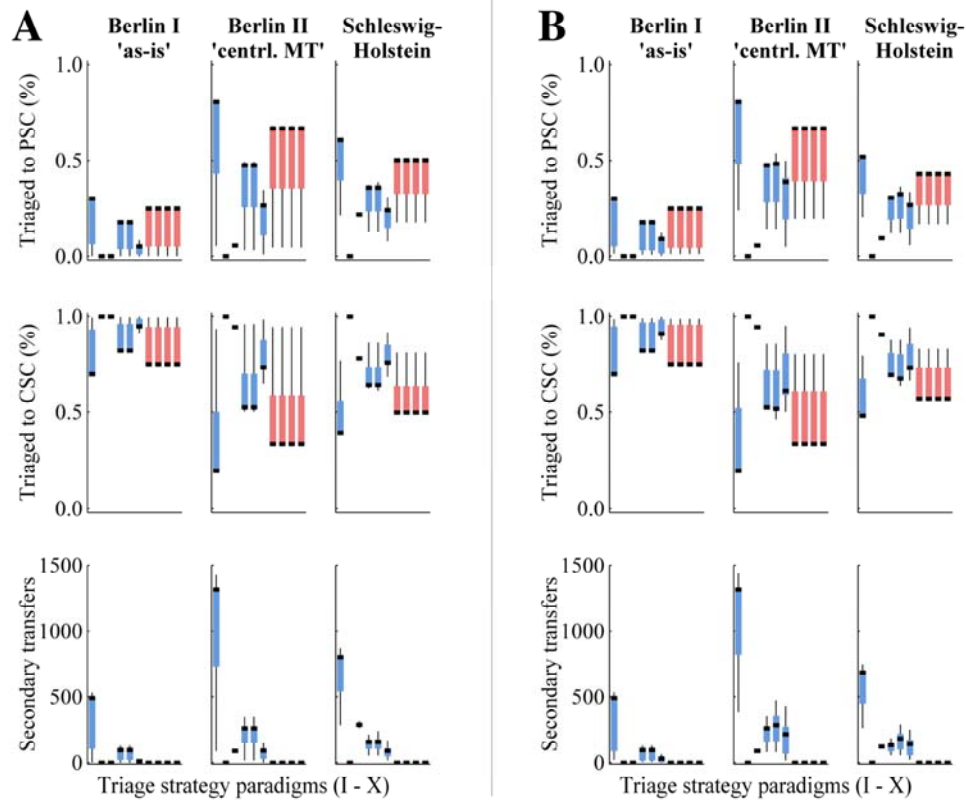 A
Berlin I
'as-is'
Berlin II
'centrl. MT'
Schleswig-
Holstein
Triaged to PSC (%)
1.0
0.5
0.0
Triaged to CSC (%)
1.0
0.5
0.0
Secondary transfers
1500
1000
500
0
Triage strategy paradigms (I - X)
B
Berlin I
'as-is'
Berlin II
'centrl. MT'
Schleswig-
Holstein
Triaged to PSC (%)
1.0
0.5
0.0
Triaged to CSC (%)
1.0
0.5
0.0
Secondary transfers
1500
1000
500
0
Triage strategy paradigms (I - X)